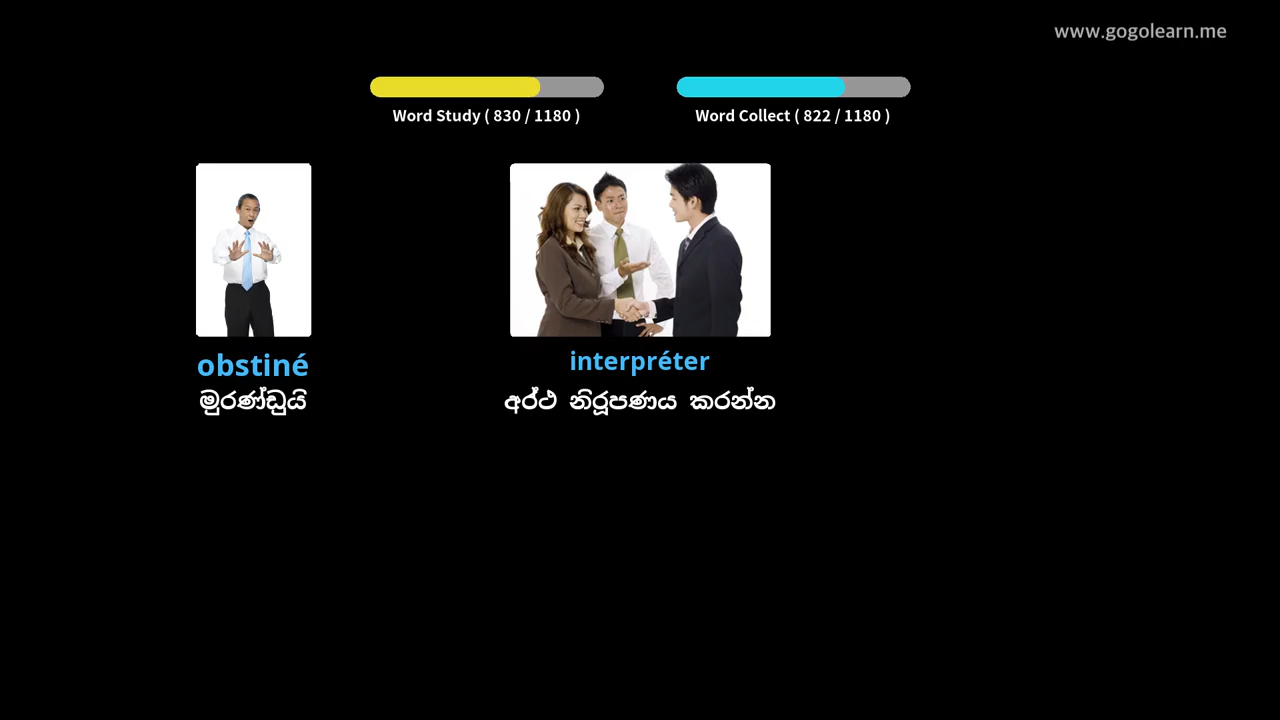 www.gogolearn.me
Word Study ( 830 / 1180 )
Word Collect ( 822 / 1180 )
obstiné
මුරණ්ඩුයි
interpréter
අර්ථ නිරූපණය කරන්න